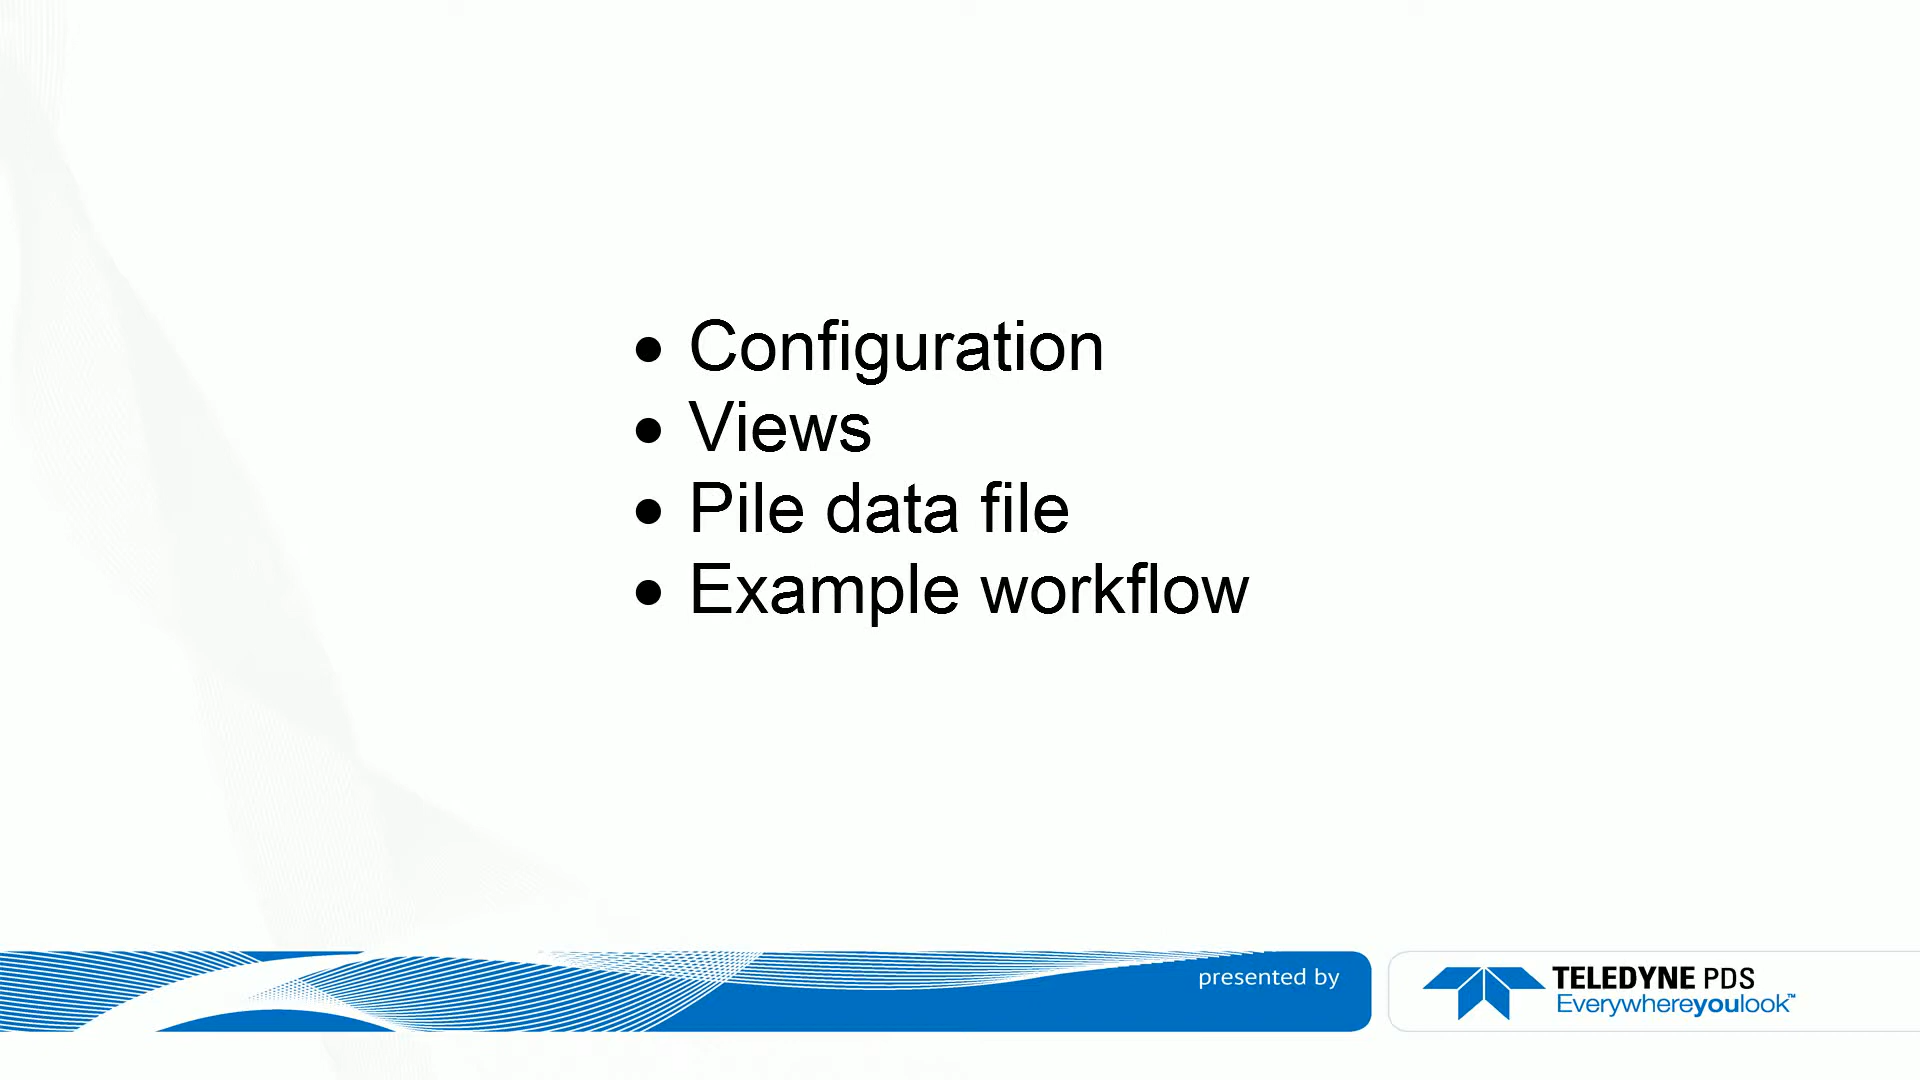 • Configuration
• Views
• Pile data file
• Example workflow
presented by
TELEDYNE PDS
Everywhereyoulook™